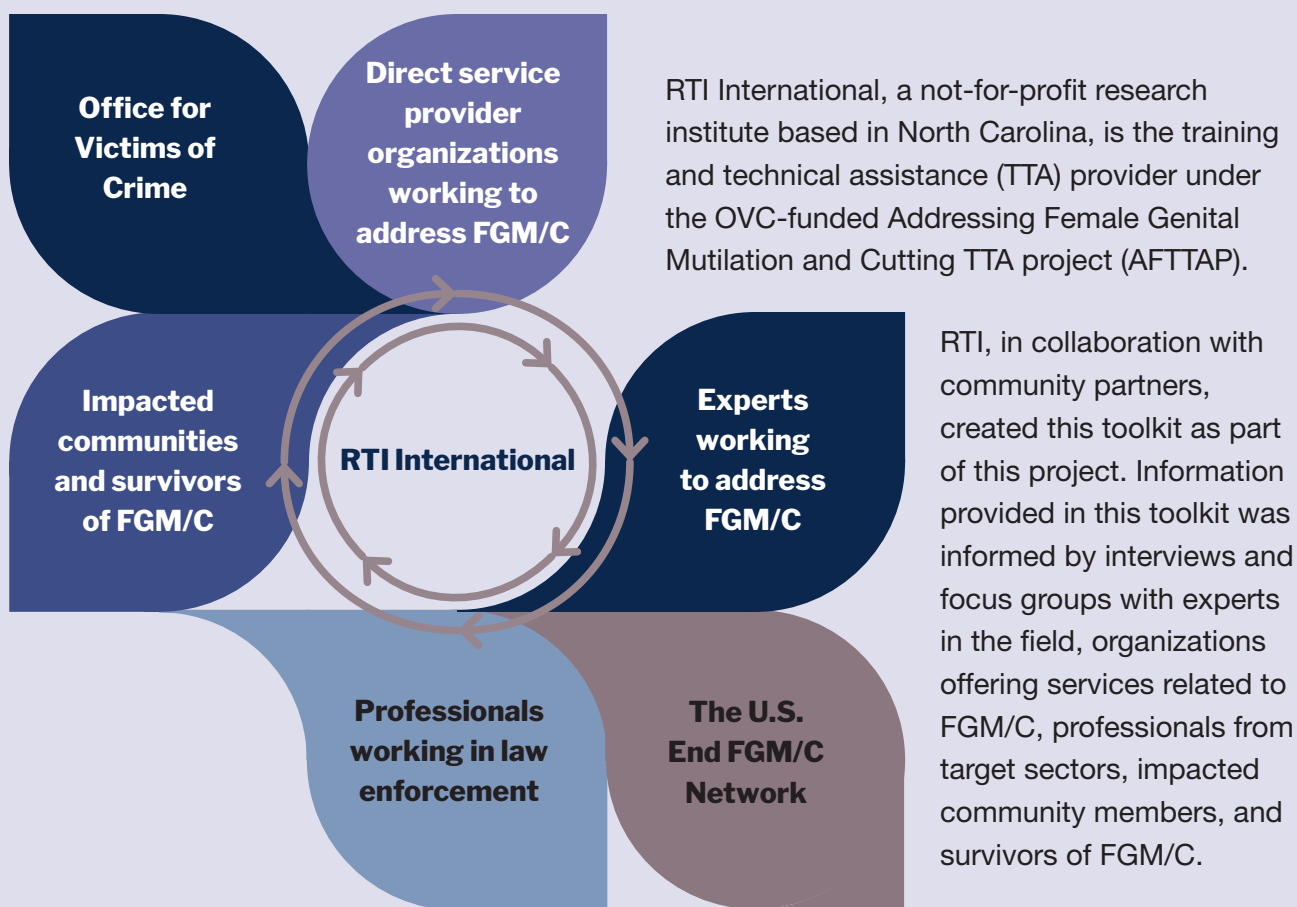 Office for
Victims of
Crime
Direct service
provider
organizations
working to
address FGM/C
RTI International, a not-for-profit research
institute based in North Carolina, is the training
and technical assistance (TTA) provider under
the OVC-funded Addressing Female Genital
Mutilation and Cutting TTA project (AFTTAP).
Impacted
communities
and survivors
of FGM/C
RTI International
Experts
working
to address
FGM/C
RTI, in collaboration with
community partners,
created this toolkit as part
of this project. Information
provided in this toolkit was
informed by interviews and
focus groups with experts
in the field, organizations
offering services related to
FGM/C, professionals from
target sectors, impacted
community members, and
survivors of FGM/C.
Professionals
working in law
enforcement
The U.S.
End FGM/C
Network